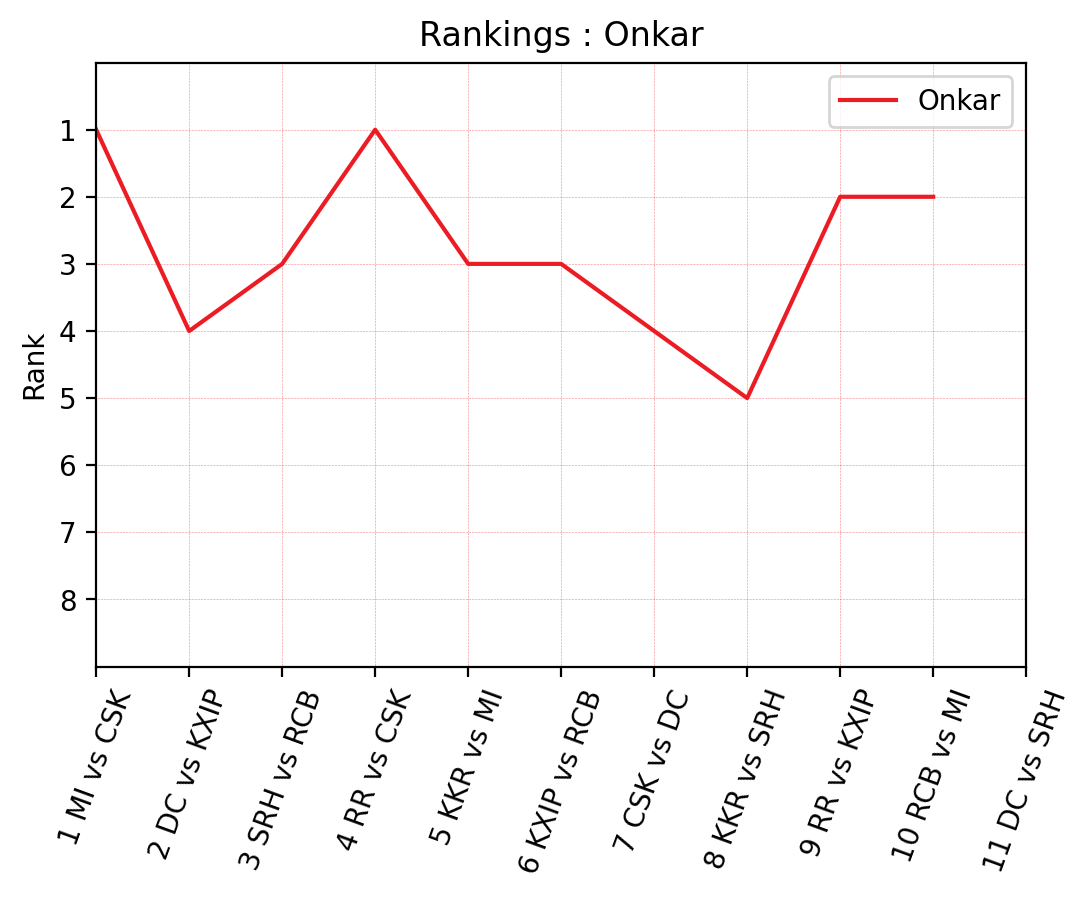 Rankings : Onkar
Onkar
Rank
1
2
3
4
5
6
7
8
1 MI vs CSK
2 DC vs KXIP
3 SRH vs RCB
4 RR vs CSK
5 KKR vs MI
6 KXIP vs RCB
7 CSK vs DC
8 KKR vs SRH
9 RR vs KXIP
10 RCB vs MI
11 DC vs SRH